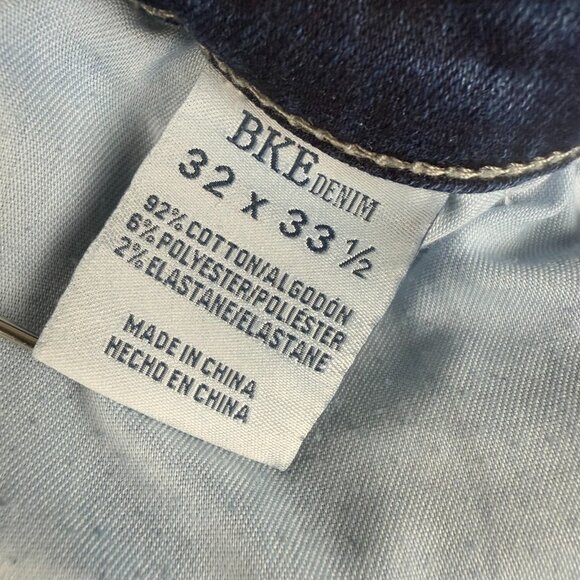 BKE DENIM
32 x 33 1/2
92% COTTON/ALGODÓN
6% POLYESTER/POLIÉSTER
2% ELASTANE/ELASTANE
MADE IN CHINA
HECHO EN CHINA